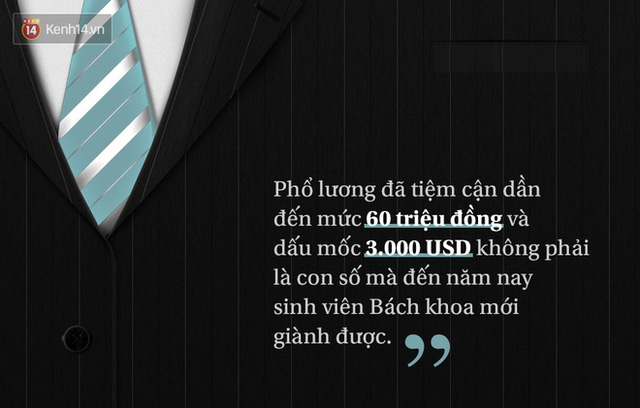 14 Kenh14.vn
Phổ lương đã tiệm cận dần
đến mức 60 triệu đồng và
dấu mốc 3.000 USD không phải
là con số mà đến năm nay
sinh viên Bách khoa mới
giành được. ”